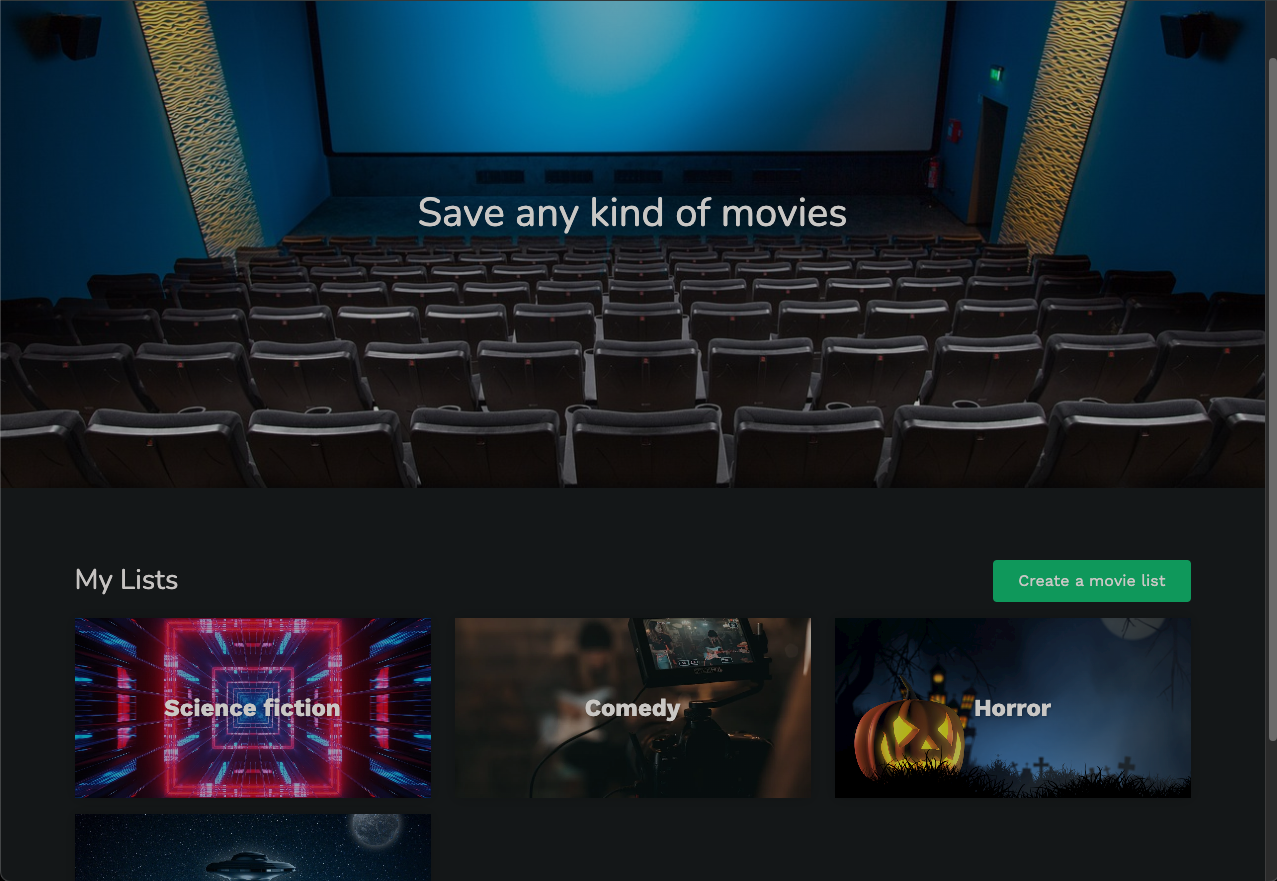 Save any kind of movies
My Lists
Create a movie list
Science fiction
Comedy
Horror